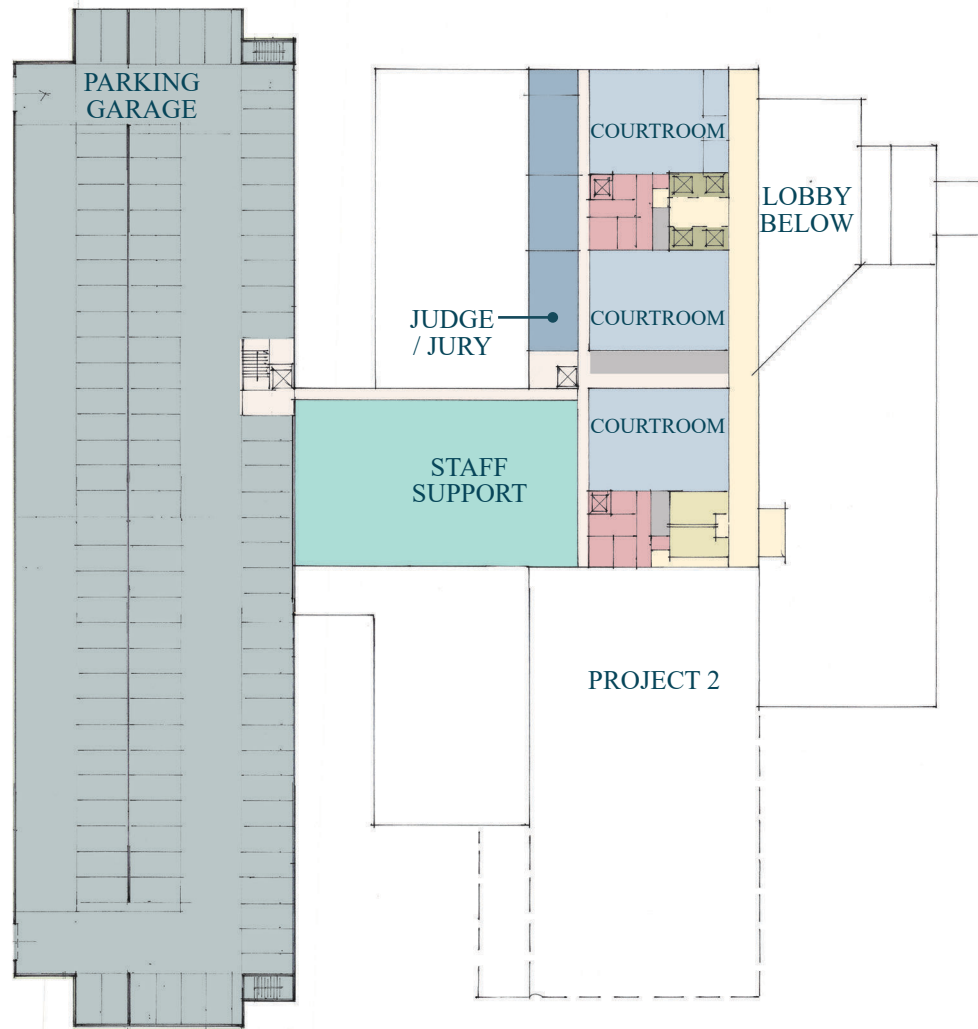 PARKING
GARAGE
COURTROOM
LOBBY
BELOW
JUDGE
/ JURY
COURTROOM
COURTROOM
STAFF
SUPPORT
PROJECT 2